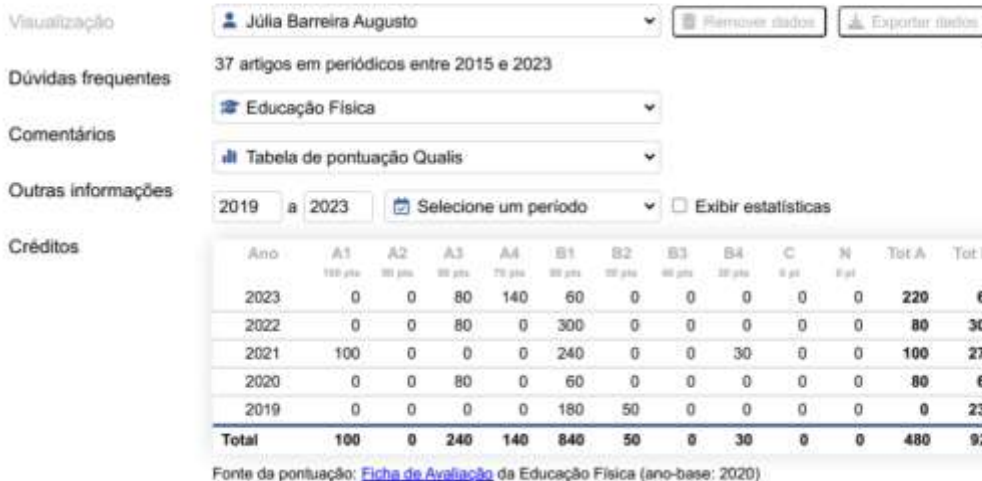 Visualização
Júlia Barreira Augusto
Remover dados
Exportar dados
37 artigos em periódicos entre 2015 e 2023
Dúvidas frequentes
Educação Física
Comentários
Tabela de pontuação Qualis
Outras informações
2019 a 2023 Selecione um período Exibir estatísticas
Créditos
Ano A1 A2 A3 A4 B1 B2 B3 B4 C N Tot A Tot
100 pts
2023 0 0 80 140 60 0 0 0 0 0 220
2022 0 0 80 0 300 0 0 0 0 0 80
2021 100 0 0 0 240 0 0 30 0 0 100
2020 0 0 80 0 60 0 0 0 0 0 80
2019 0 0 0 0 180 50 0 0 0 0 0
Total 100 0 240 140 840 50 0 30 0 0 480
Fonte da pontuação: Ficha de Avaliação da Educação Física (ano-base: 2020)